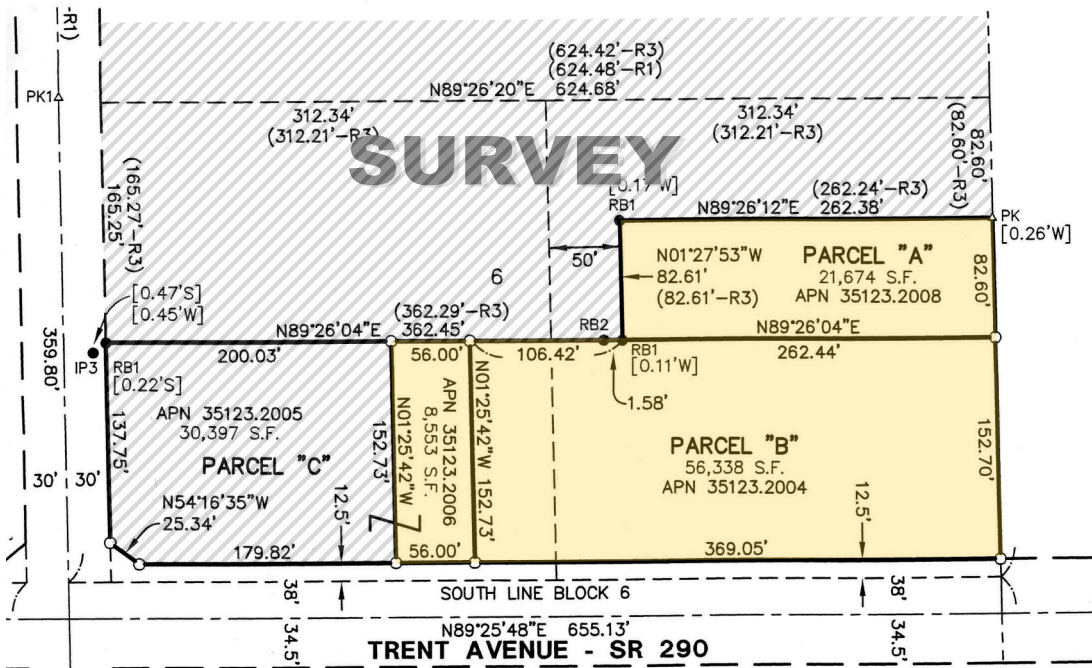 -R1)
(624.42'-R3)
(624.48'-R1)
N89°26'20"E 624.68'
PK1
312.34'
(312.21'-R3)
312.34'
(312.21'-R3)
82.60'
(82.60'-R3)
SURVEY
(165.27'-R3)
165.25'
[0.17'W]
RB1
(262.24'-R3)
N89°26'12"E 262.38'
PK
[0.26'W]
50'
N01°27'53"W
82.61'
(82.61'-R3)
PARCEL "A"
21,674 S.F.
APN 35123.2008
82.60'
6
[0.47'S]
[0.45'W]
(362.29'-R3)
N89°26'04"E 362.45'
RB2
N89°26'04"E
359.80'
IP3
RB1
[0.22'S]
200.03'
56.00'
106.42'
RB1
[0.11'W]
262.44'
1.58'
137.75'
APN 35123.2005
30,397 S.F.
PARCEL "C"
N01°25'42"W
152.73'
APN 35123.2006
8,553 S.F.
N01°25'42"W 152.73'
PARCEL "B"
56,338 S.F.
APN 35123.2004
152.70'
30'
30'
N54°16'35"W
25.34'
12.5'
12.5'
179.82'
56.00'
369.05'
38'
SOUTH LINE BLOCK 6
38'
34.5'
N89°25'48"E 655.13'
34.5'
TRENT AVENUE - SR 290